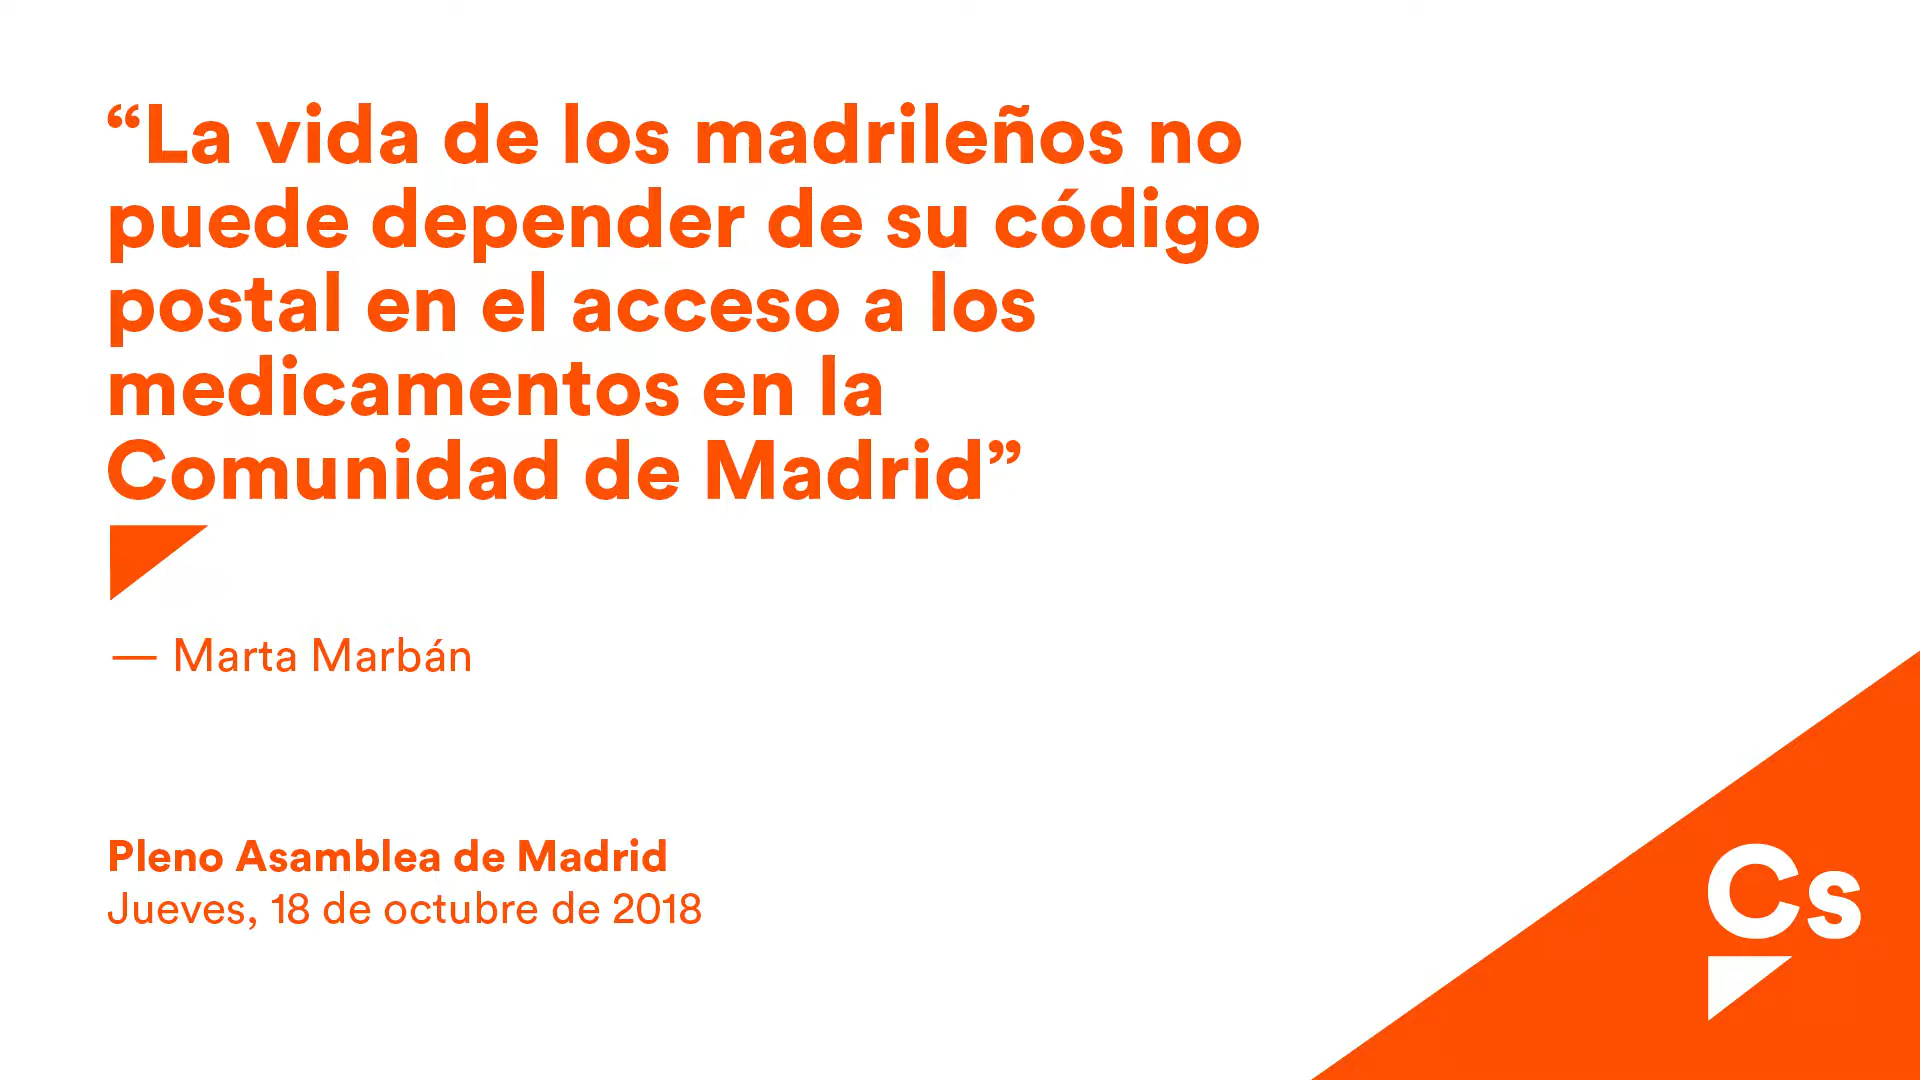 “La vida de los madrileños no
puede depender de su código
postal en el acceso a los
medicamentos en la
Comunidad de Madrid”
— Marta Marbán
Pleno Asamblea de Madrid
Jueves, 18 de octubre de 2018
Cs